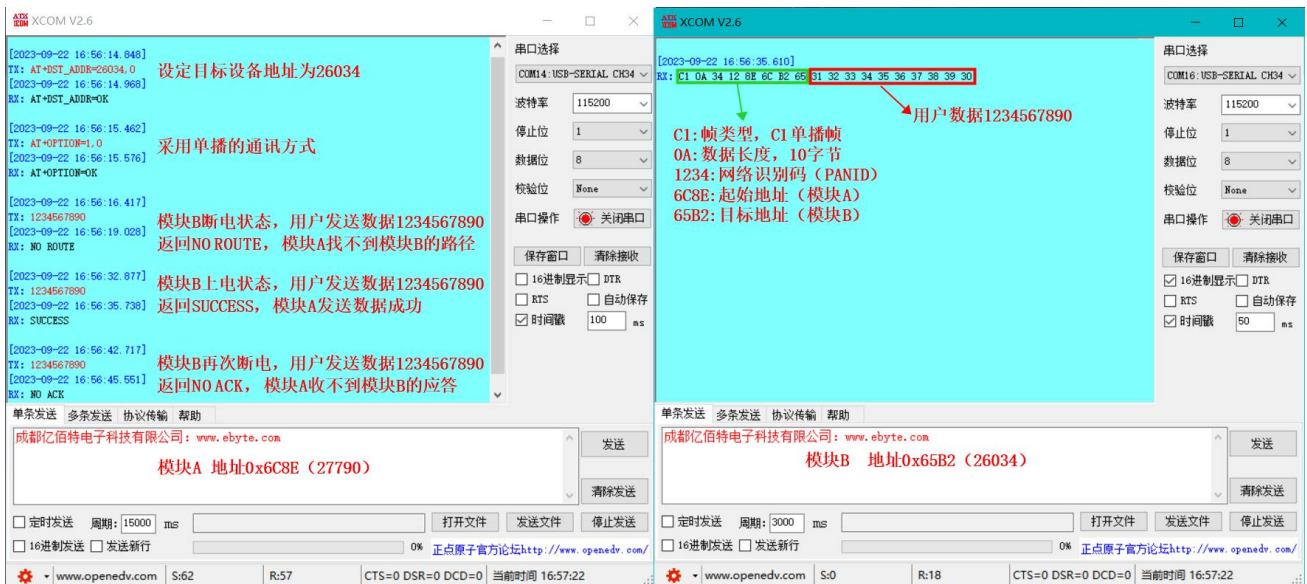 XCOM V2.6
[2023-09-22 16:56:14.848]
TX: AT+DST_ADDR=26034,0
设定目标设备地址为26034
[2023-09-22 16:56:14.968]
RX: AT+DST_ADDR=OK
[2023-09-22 16:56:15.462]
TX: AT+OPTION=1,0
采用单播的通讯方式
[2023-09-22 16:56:15.576]
RX: AT+OPTION=OK
[2023-09-22 16:56:16.417]
TX: 1234567890
模块B断电状态，用户发送数据1234567890
[2023-09-22 16:56:19.028]
RX: NO ROUTE
返回NO ROUTE，模块A找不到模块B的路径
[2023-09-22 16:56:32.877]
TX: 1234567890
模块B上电状态，用户发送数据1234567890
[2023-09-22 16:56:35.738]
RX: SUCCESS
返回SUCCESS，模块A发送数据成功
[2023-09-22 16:56:42.717]
TX: 1234567890
模块B再次断电，用户发送数据1234567890
[2023-09-22 16:56:45.551]
RX: NO ACK
返回NO ACK，模块A收不到模块B的应答
串口选择
COM14:USB-SERIAL CH34
波特率 115200
停止位 1
数据位 8
校验位 None
串口操作 关闭串口
保存窗口 清除接收
16进制显示 DTR
RTS 自动保存
时间戳 100 ms
单条发送 多条发送 协议传输 帮助
成都亿佰特电子科技有限公司：www.ebyte.com
模块A 地址0x6C8E（27790）
发送
清除发送
定时发送 周期: 15000 ms 打开文件 发送文件 停止发送
16进制发送 发送新行 0% 正点原子官方论坛http://www.openedv.com/
www.openedv.com S:62 R:57 CTS=0 DSR=0 DCD=0 当前时间 16:57:22
XCOM V2.6
[2023-09-22 16:56:35.610]
RX: C1 0A 34 12 8E 6C B2 65 31 32 33 34 35 36 37 38 39 30
用户数据1234567890
C1:帧类型，C1单播帧
0A:数据长度，10字节
1234:网络识别码（PANID）
6C8E:起始地址（模块A）
65B2:目标地址（模块B）
串口选择
COM16:USB-SERIAL CH34
波特率 115200
停止位 1
数据位 8
校验位 None
串口操作 关闭串口
保存窗口 清除接收
16进制显示 DTR
RTS 自动保存
时间戳 50 ms
单条发送 多条发送 协议传输 帮助
成都亿佰特电子科技有限公司：www.ebyte.com
模块B 地址0x65B2（26034）
发送
清除发送
定时发送 周期: 3000 ms 打开文件 发送文件 停止发送
16进制发送 发送新行 0% 正点原子官方论坛http://www.openedv.com/
www.openedv.com S:0 R:18 CTS=0 DSR=0 DCD=0 当前时间 16:57:22